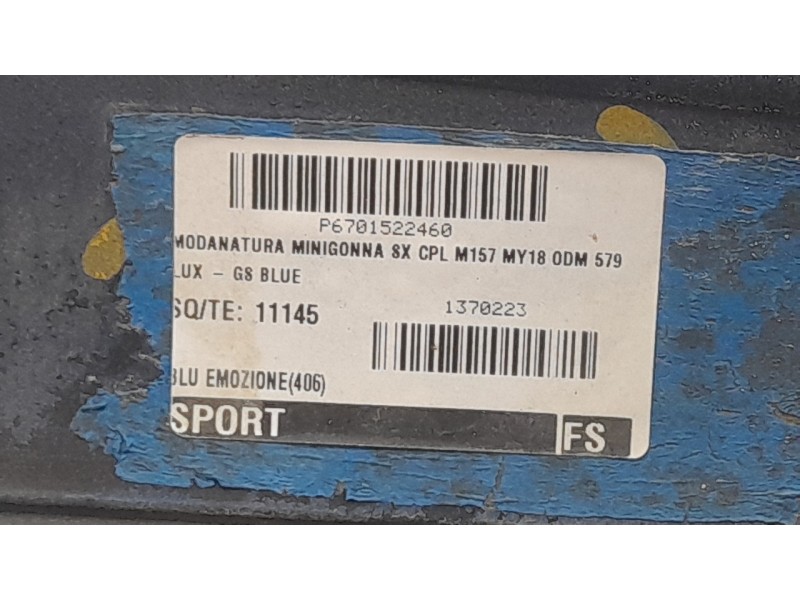 P6701522460
MODANATURA MINIGONNA SX CPL M157 MY18 ODM 579
LUX - GS BLUE
SQ/TE: 11145
1370223
BLU EMOZIONE(406)
SPORT
FS